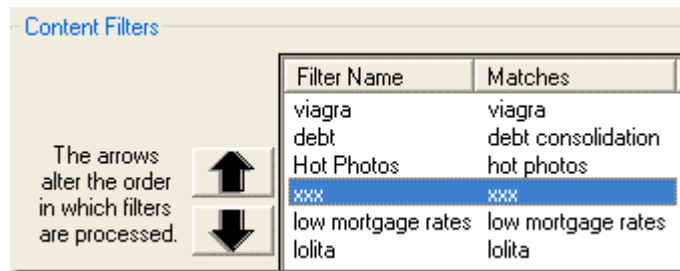 Content Filters
Filter Name Matches
viagra viagra
debt debt consolidation
Hot Photos hot photos
xxx xxx
low mortgage rates low mortgage rates
lolita lolita
The arrows
alter the order
in which filters
are processed.